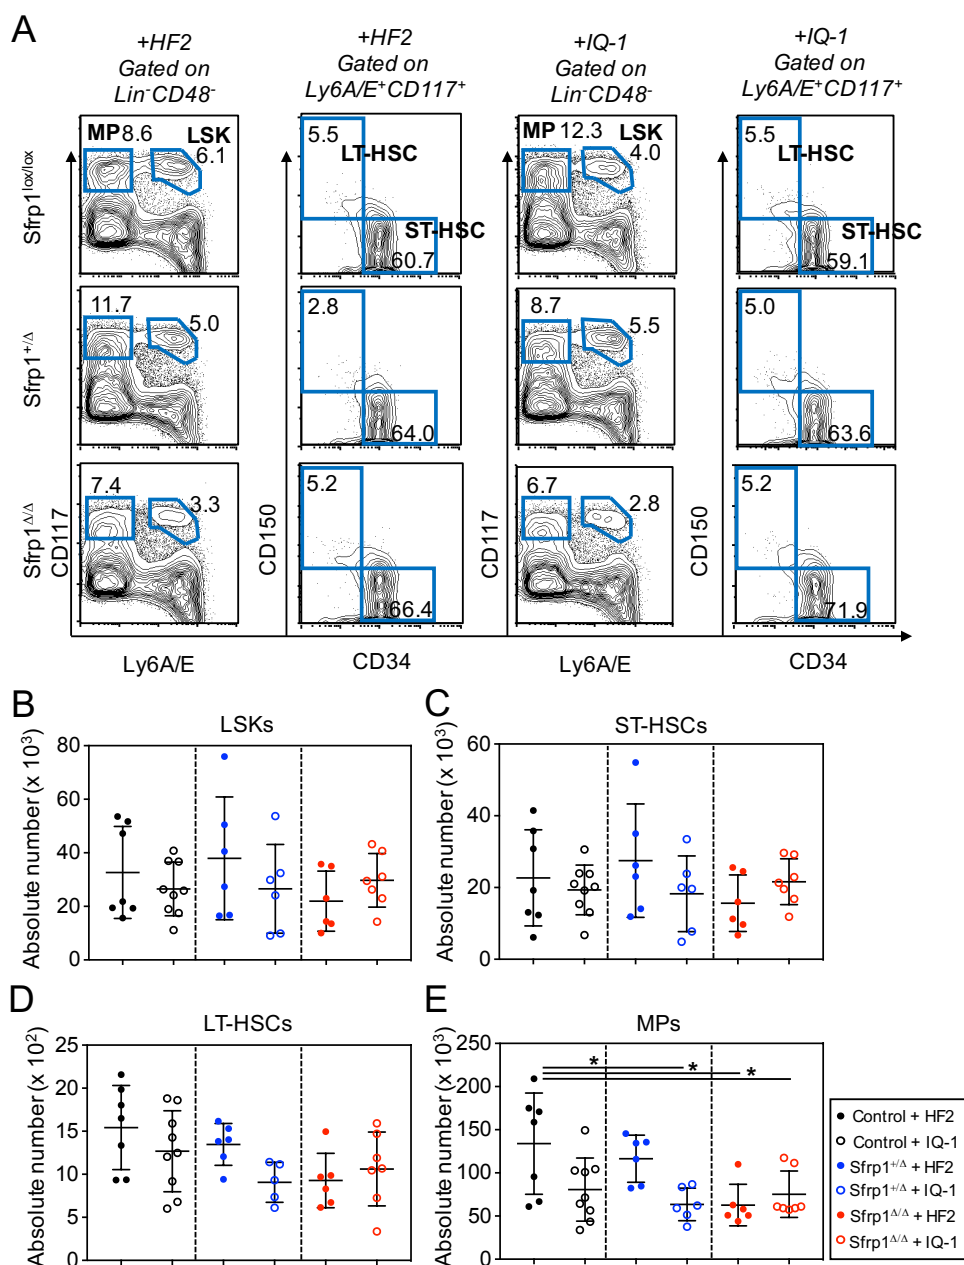 A
+HF2
Gated on
Lin⁻CD48⁻
+HF2
Gated on
Ly6A/E⁺CD117⁺
+IQ-1
Gated on
Lin⁻CD48⁻
+IQ-1
Gated on
Ly6A/E⁺CD117⁺
Sfrp1^lox/lox
MP 8.6 LSK
6.1
5.5
LT-HSC
ST-HSC
60.7
MP 12.3 LSK
4.0
5.5
LT-HSC
ST-HSC
59.1
Sfrp1^+/Δ
11.7
5.0
2.8
64.0
8.7
5.5
5.0
63.6
Sfrp1^Δ/Δ
7.4
3.3
5.2
66.4
6.7
2.8
5.2
71.9
CD117
CD150
CD117
CD150
Ly6A/E
CD34
Ly6A/E
CD34
B
LSKs
Absolute number (x 10³)
80
60
40
20
0
C
ST-HSCs
Absolute number (x 10³)
60
40
20
0
D
LT-HSCs
Absolute number (x 10²)
25
20
15
10
5
0
E
MPs
Absolute number (x 10³)
250
200
150
100
50
0
*
*
*
Control + HF2
Control + IQ-1
Sfrp1^+/Δ + HF2
Sfrp1^+/Δ + IQ-1
Sfrp1^Δ/Δ + HF2
Sfrp1^Δ/Δ + IQ-1